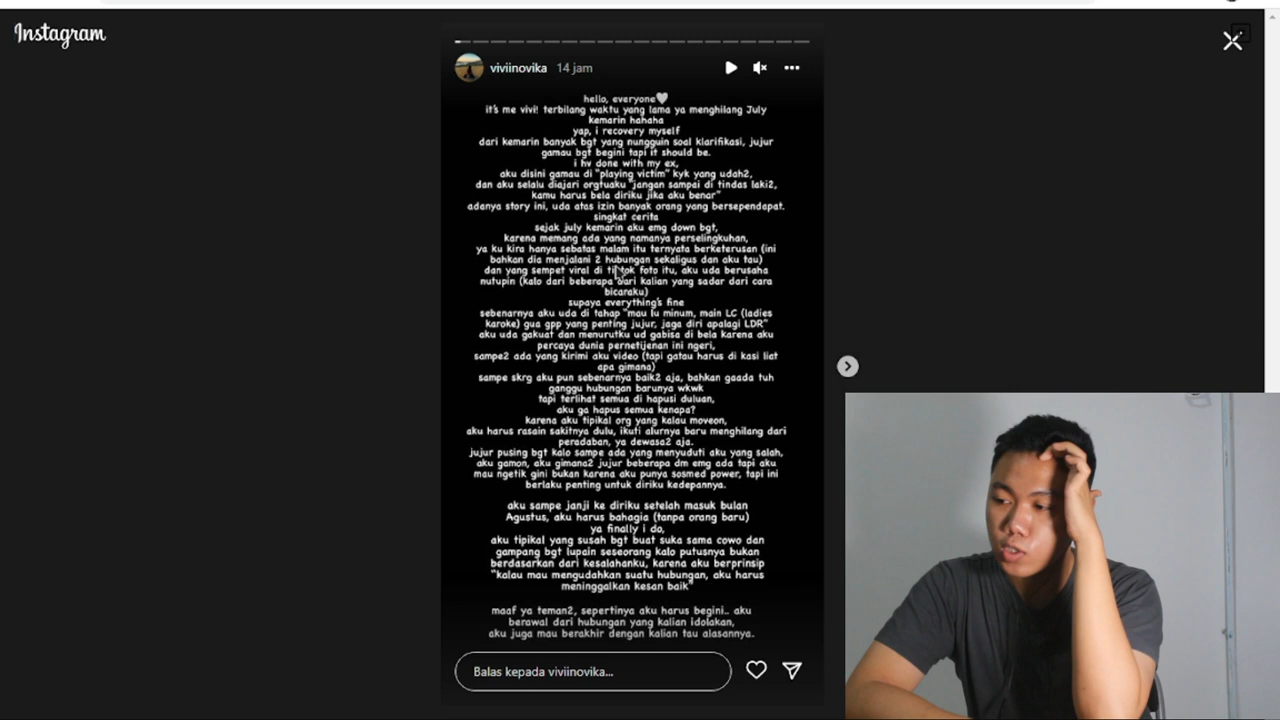 Instagram
viviinovika 14 jam
hello, everyone🤍
it's me vivi! terbilang waktu yang lama ya menghilang July
kemarin hahaha
yap, i recovery myself
dari kemarin banyak bgt yang nungguin soal klarifikasi, jujur
gamau bgt begini tapi it should be.
i hv done with my ex,
aku disini gamau di "playing victim" kyk yang udah2,
dan aku selalu diajari orgtuaku "jangan sampai di tindas laki2,
kamu harus bela diriku jika aku benar"
adanya story ini, uda atas izin banyak orang yang bersependapat.
singkat cerita
sejak july kemarin aku emg down bgt,
karena memang ada yang namanya perselingkuhan,
ya ku kira hanya sebatas malam itu ternyata berketerusan (ini
bahkan dia menjalani 2 hubungan sekaligus dan aku tau)
dan yang sempet viral di tiktok foto itu, aku uda berusaha
nutupin (kalo dari beberapa dari kalian yang sadar dari cara
bicaraku)
supaya everything's fine
sebenarnya aku uda di tahap "mau lu minum, main LC (ladies
karoke) gua gpp yang penting jujur, jaga diri apalagi LDR"
aku uda gakuat dan menurutku ud gabisa di bela karena aku
percaya dunia pernetijenan ini ngeri,
sampe2 ada yang kirimi aku video (tapi gatau harus di kasi liat
apa gimana)
sampe skrg aku pun sebenarnya baik2 aja, bahkan gaada tuh
ganggu hubungan barunya wkwk
tapi terlihat semua di hapusi duluan,
aku ga hapus semua kenapa?
karena aku tipikal org yang kalau moveon,
aku harus rasain sakitnya dulu, ikuti alurnya baru menghilang dari
peradaban, ya dewasa2 aja.
jujur pusing bgt kalo sampe ada yang menyuduti aku yang salah,
aku gamon, aku gimana2 jujur beberapa dm emg ada tapi aku
mau ngetik gini bukan karena aku punya sosmed power, tapi ini
berlaku penting untuk diriku kedepannya.
aku sampe janji ke diriku setelah masuk bulan
Agustus, aku harus bahagia (tanpa orang baru)
ya finally i do,
aku tipikal yang susah bgt buat suka sama cowo dan
gampang bgt lupain seseorang kalo putusnya bukan
berdasarkan dari kesalahanku, karena aku berprinsip
"kalau mau mengudahkan suatu hubungan, aku harus
meninggalkan kesan baik"
maaf ya teman2, sepertinya aku harus begini.. aku
berawal dari hubungan yang kalian idolakan,
aku juga mau berakhir dengan kalian tau alasannya.
Balas kepada viviinovika...